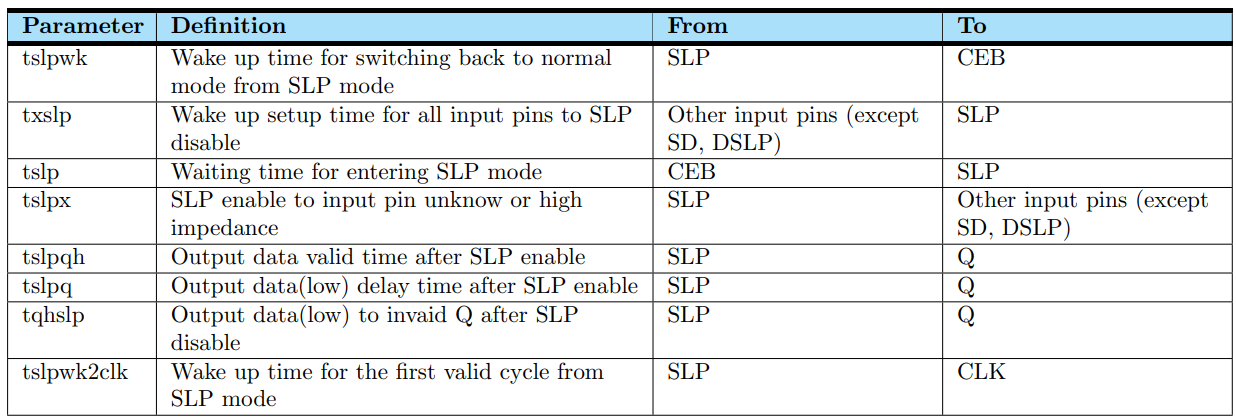 Parameter Definition From To
tslpwk Wake up time for switching back to normal SLP CEB
mode from SLP mode
txslp Wake up setup time for all input pins to SLP Other input pins (except SLP
disable SD, DSLP)
tslp Waiting time for entering SLP mode CEB SLP
tslpx SLP enable to input pin unknow or high SLP Other input pins (except
impedance SD, DSLP)
tslpqh Output data valid time after SLP enable SLP Q
tslpq Output data(low) delay time after SLP enable SLP Q
tqhslp Output data(low) to invaid Q after SLP SLP Q
disable
tslpwk2clk Wake up time for the first valid cycle from SLP CLK
SLP mode